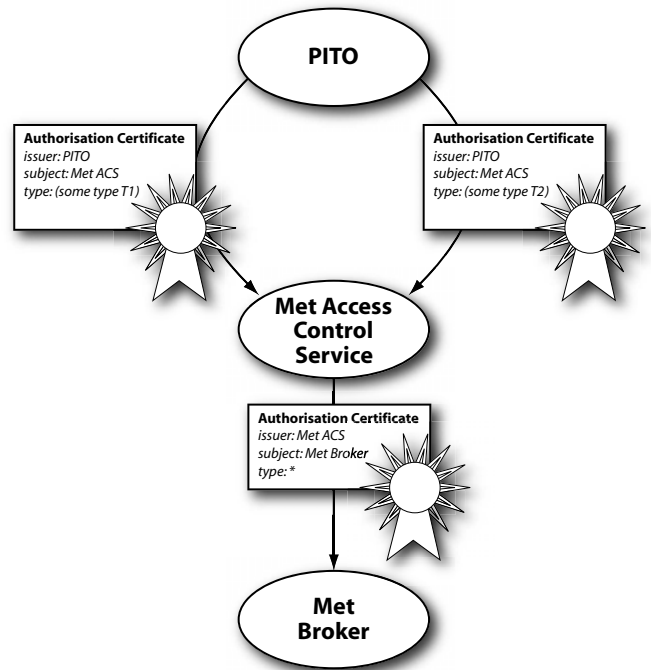 PITO
Authorisation Certificate
issuer: PITO
subject: Met ACS
type: (some type T1)
Authorisation Certificate
issuer: PITO
subject: Met ACS
type: (some type T2)
Met Access
Control
Service
Authorisation Certificate
issuer: Met ACS
subject: Met Broker
type: *
Met
Broker